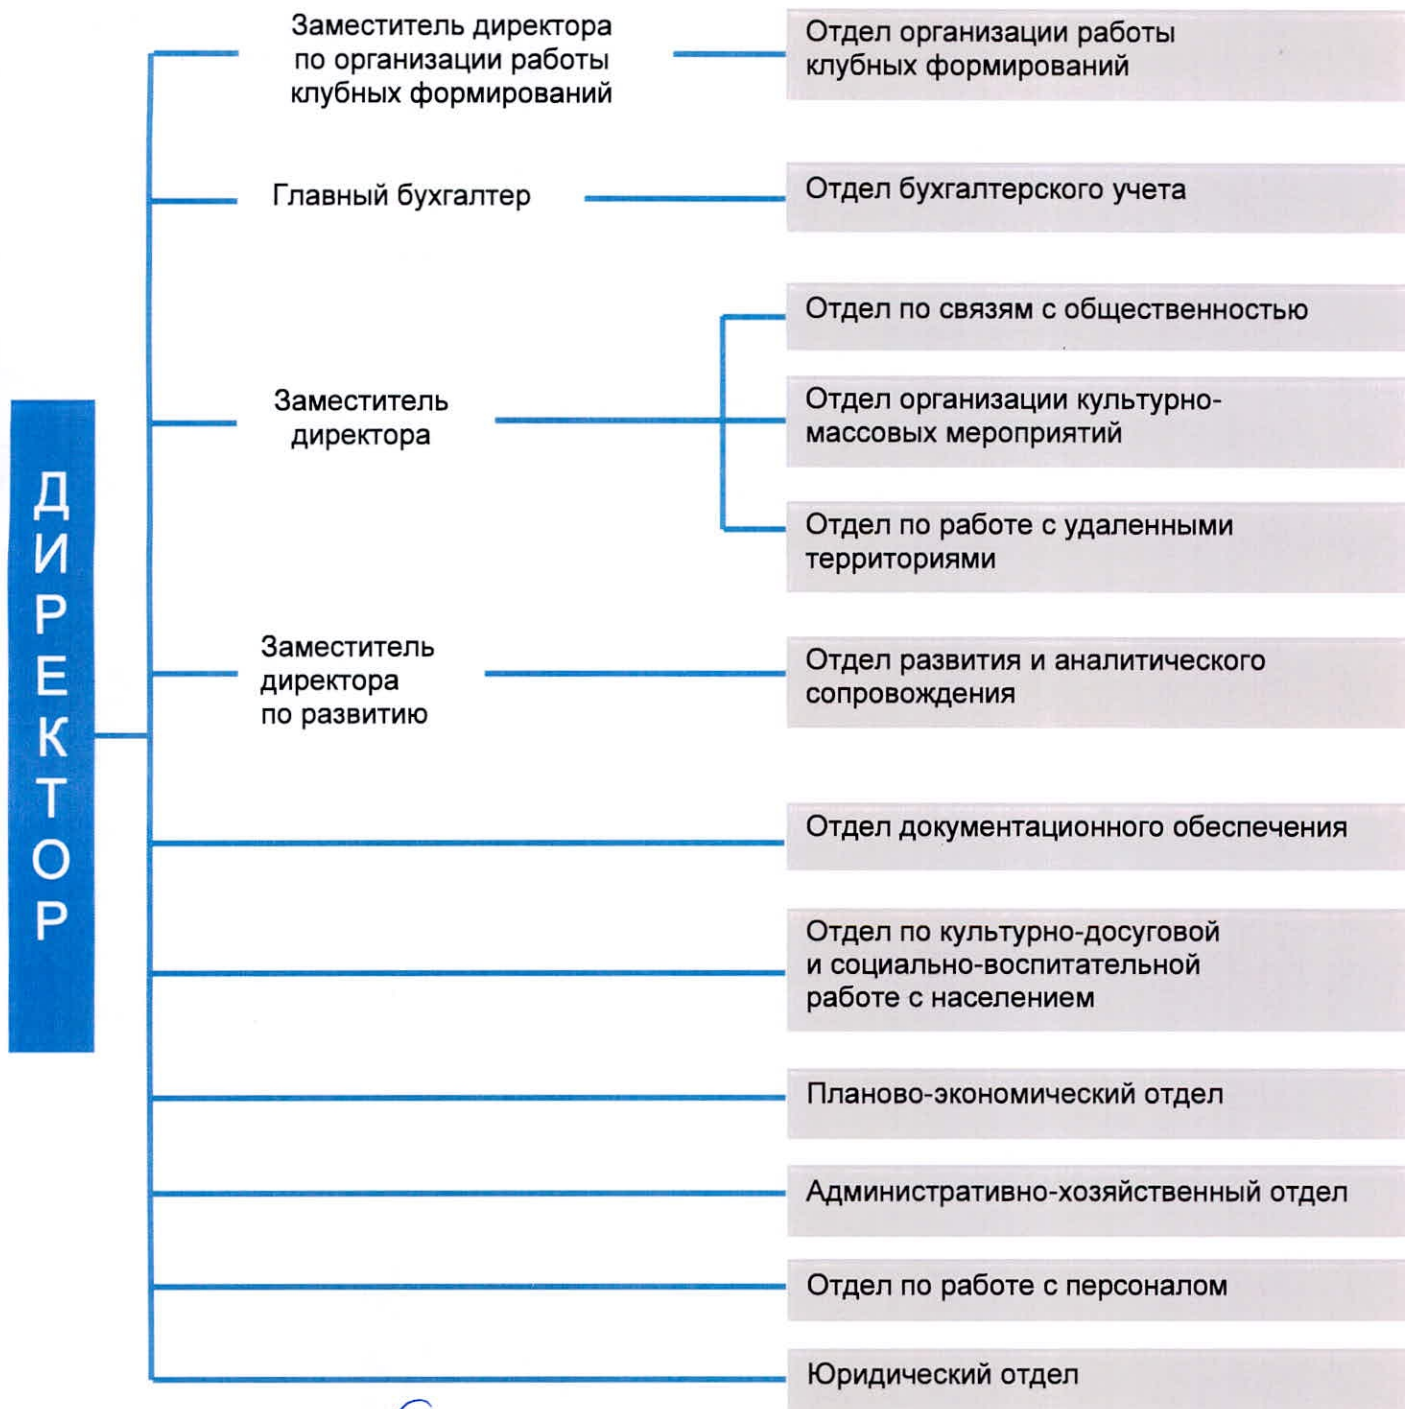 Заместитель директора
по организации работы
клубных формирований
Отдел организации работы
клубных формирований
Главный бухгалтер
Отдел бухгалтерского учета
Заместитель
директора
Отдел по связям с общественностью
Отдел организации культурно-
массовых мероприятий
Отдел по работе с удаленными
территориями
Заместитель
директора
по развитию
Отдел развития и аналитического
сопровождения
ДИРЕКТОР
Отдел документационного обеспечения
Отдел по культурно-досуговой
и социально-воспитательной
работе с населением
Планово-экономический отдел
Административно-хозяйственный отдел
Отдел по работе с персоналом
Юридический отдел